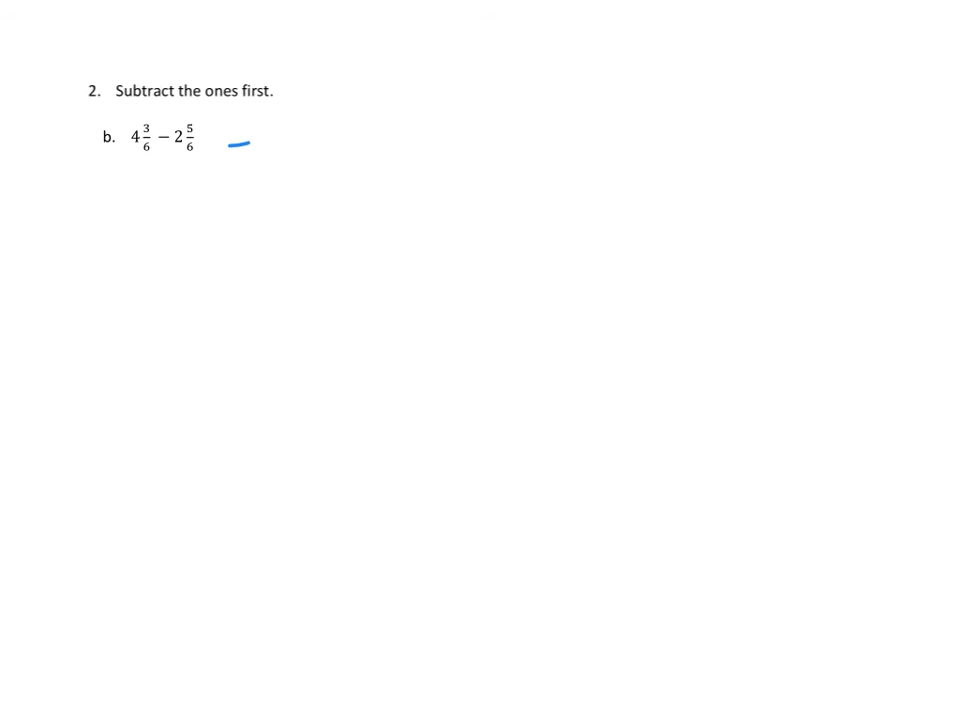 2. Subtract the ones first.
b. 4 3/6 − 2 5/6